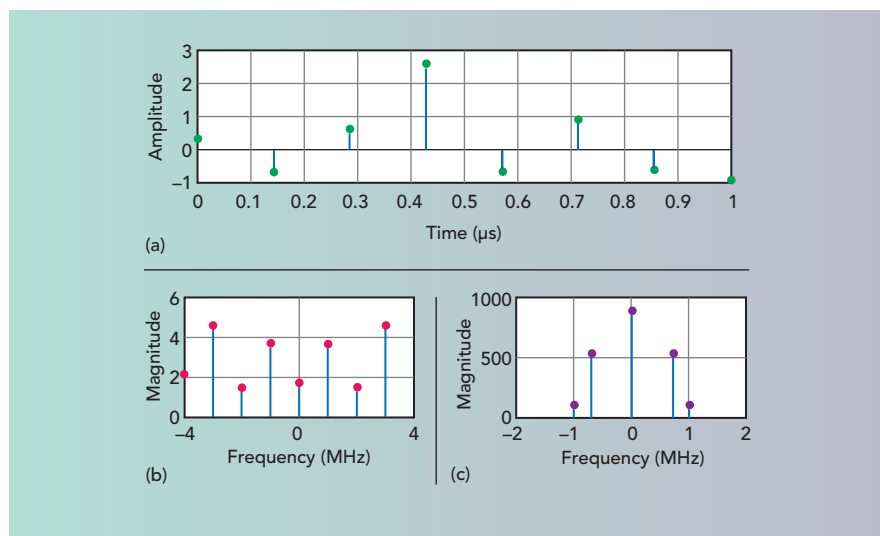 Amplitude
3
2
1
0
−1
0 0.1 0.2 0.3 0.4 0.5 0.6 0.7 0.8 0.9 1
Time (µs)
(a)
Magnitude
6
4
2
0
−4 0 4
Frequency (MHz)
(b)
Magnitude
1000
500
0
−2 −1 0 1 2
Frequency (MHz)
(c)